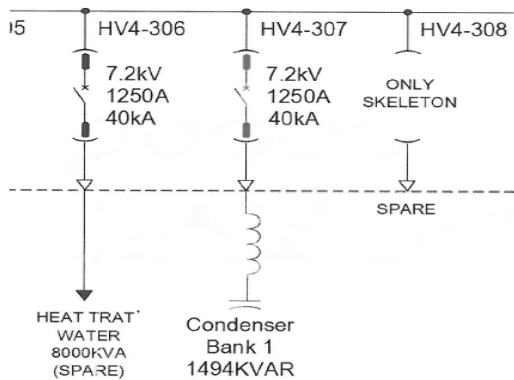 05 HV4-306 HV4-307 HV4-308
7.2kV
1250A
40kA
7.2kV
1250A
40kA
ONLY
SKELETON
SPARE
HEAT TRAT'
WATER
8000KVA
(SPARE)
Condenser
Bank 1
1494KVAR